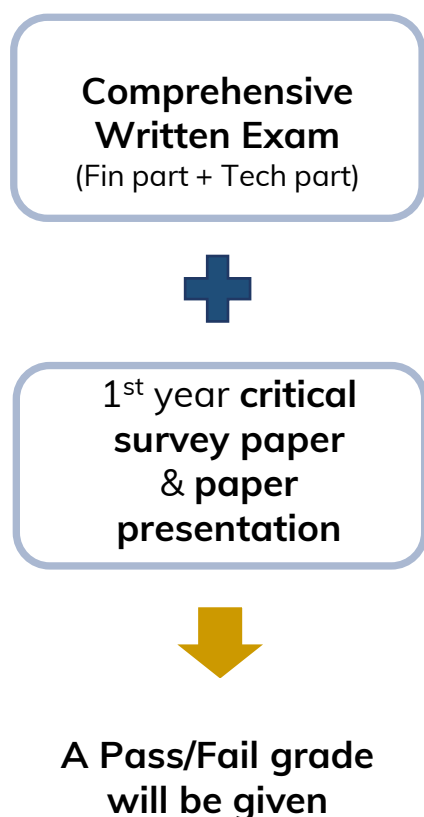 Comprehensive
Written Exam
(Fin part + Tech part)
1st year critical
survey paper
& paper
presentation
A Pass/Fail grade
will be given